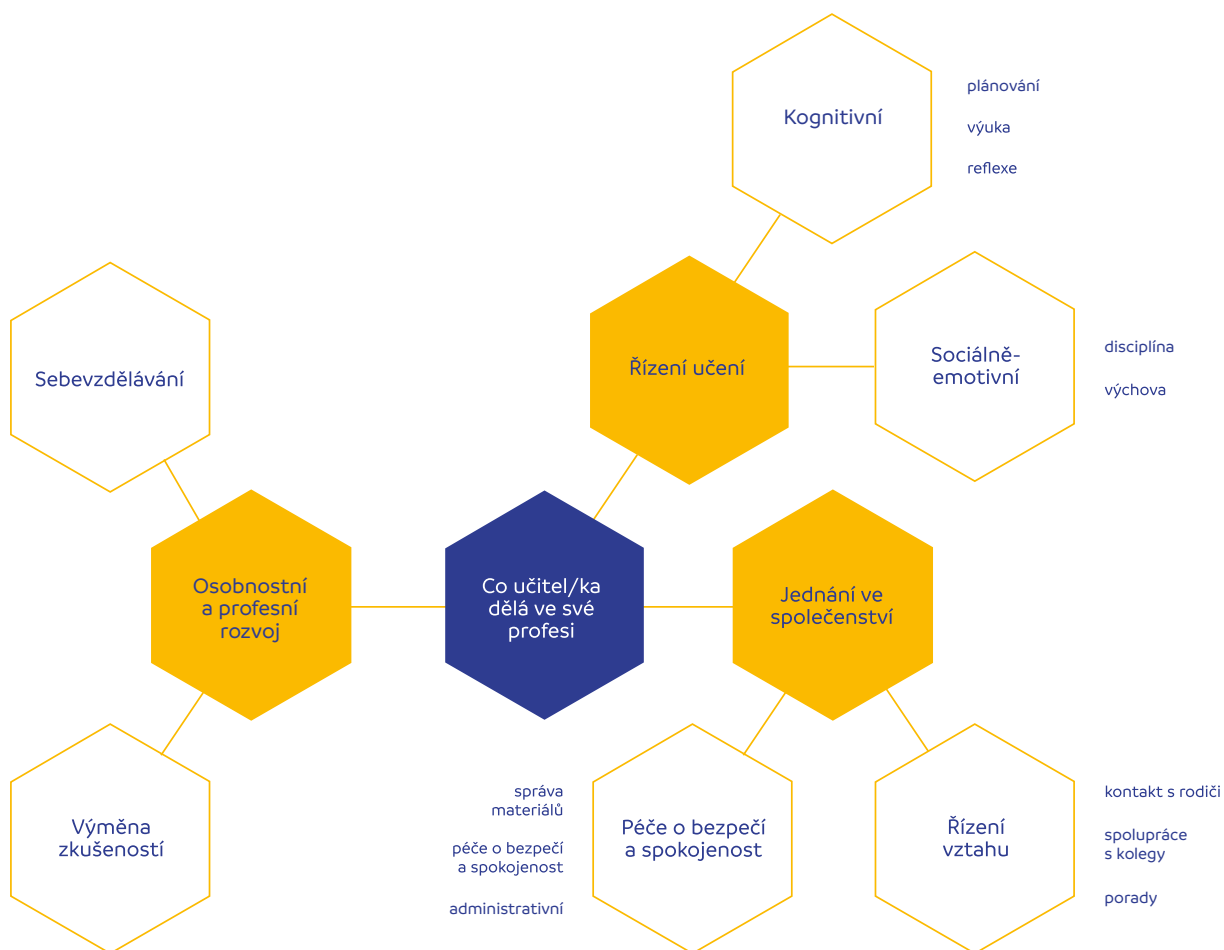 Kognitivní
plánování
výuka
reflexe
Řízení učení
Sociálně-
emotivní
disciplína
výchova
Sebevzdělávání
Osobnostní
a profesní
rozvoj
Co učitel/ka
dělá ve své
profesi
Jednání ve
společenství
Výměna
zkušeností
správa
materiálů
péče o bezpečí
a spokojenost
administrativní
Péče o bezpečí
a spokojenost
Řízení
vztahu
kontakt s rodiči
spolupráce
s kolegy
porady